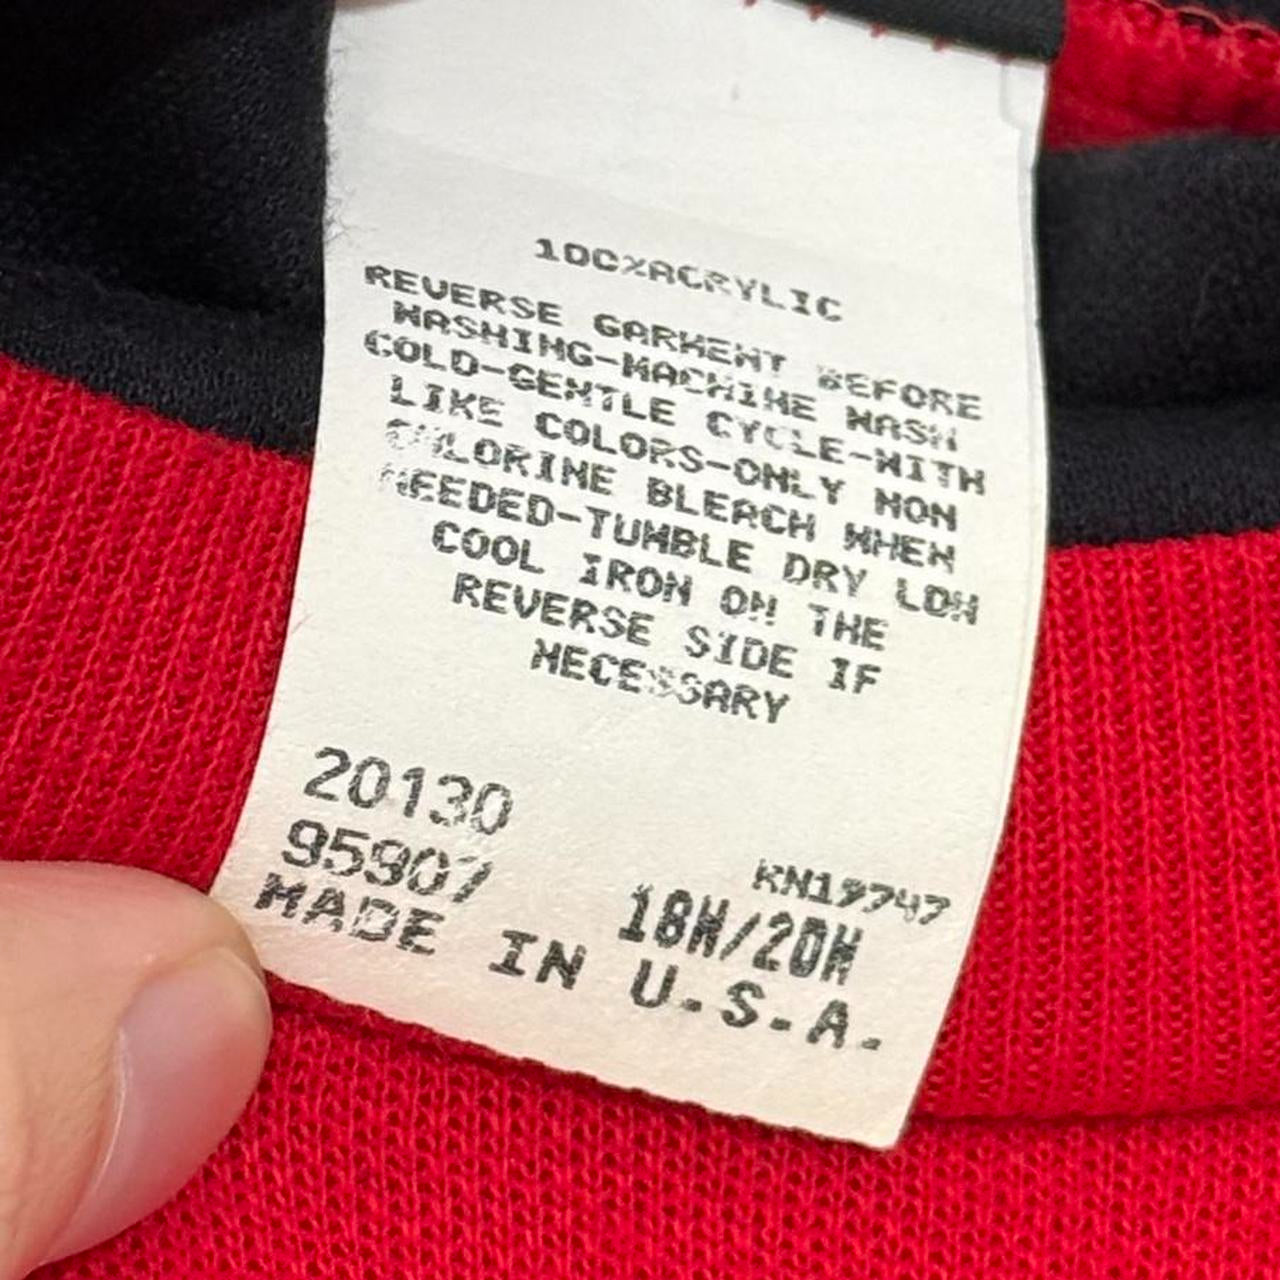 100%ACRYLIC
REVERSE GARMENT BEFORE
WASHING-MACHINE WASH
COLD-GENTLE CYCLE-WITH
LIKE COLORS-ONLY NON
CHLORINE BLEACH WHEN
NEEDED-TUMBLE DRY LOW
COOL IRON ON THE
REVERSE SIDE IF
NECESSARY
20130
95907
RN19747
18W/20W
MADE IN U.S.A.